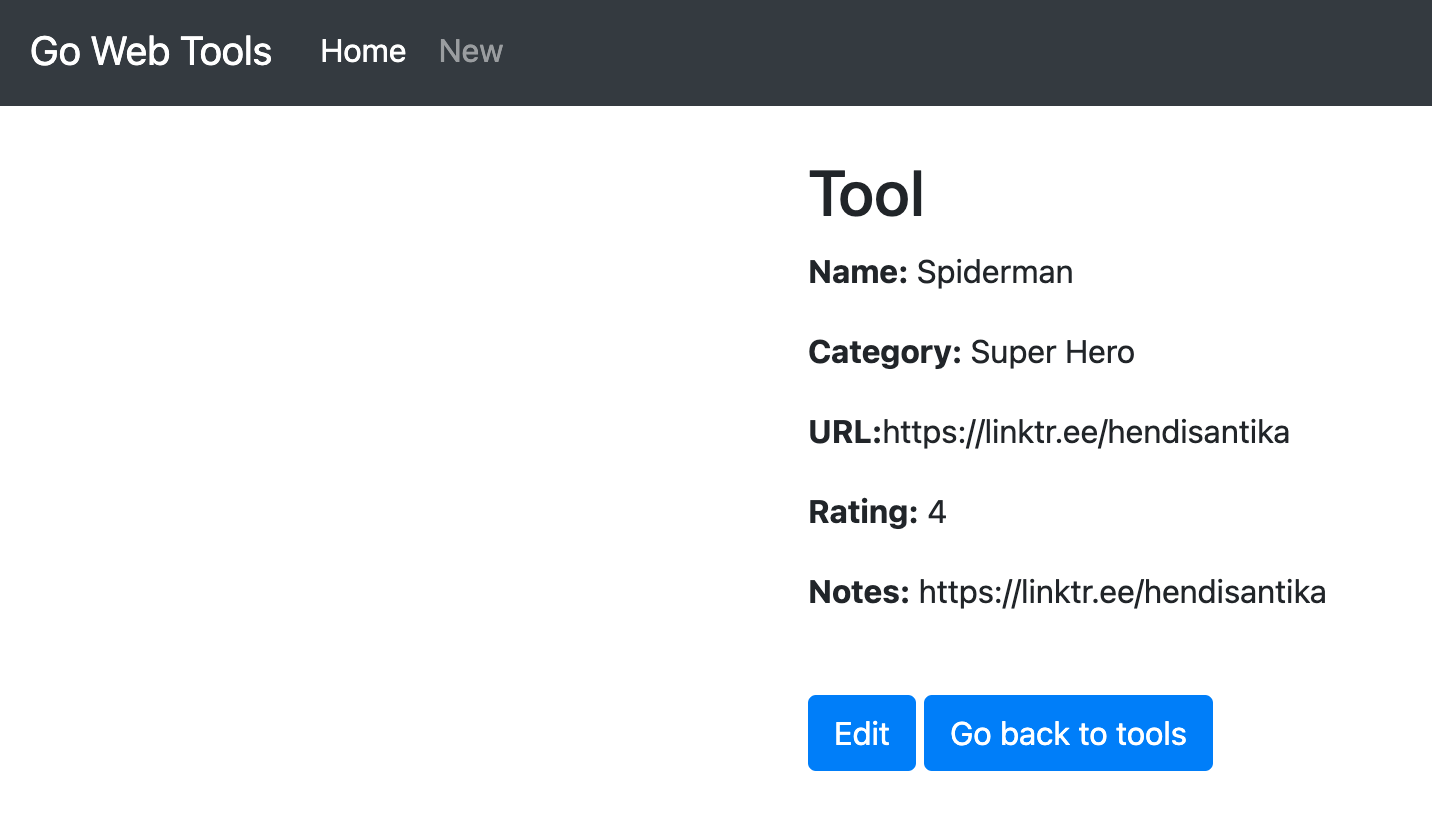 Go Web Tools Home New
Tool
Name: Spiderman
Category: Super Hero
URL:https://linktr.ee/hendisantika
Rating: 4
Notes: https://linktr.ee/hendisantika
Edit Go back to tools